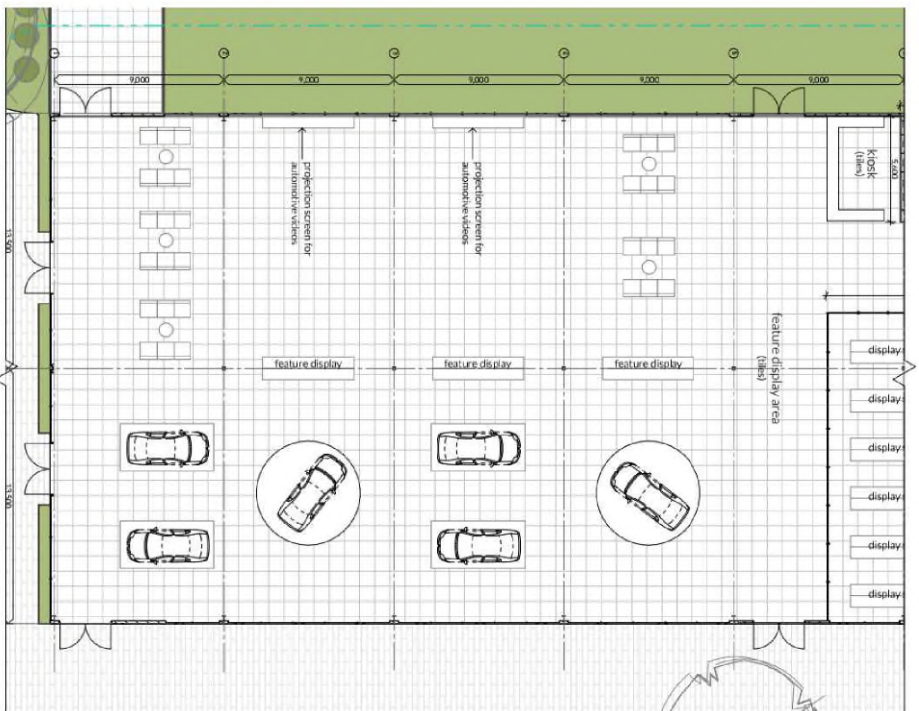 9,000
9,000
9,000
9,000
9,000
projection screen for
automotive videos
projection screen for
automotive videos
kiosk
(tiles)
5,600
13,500
feature display area
(tiles)
feature display
feature display
feature display
display
display
display
display
display
display
13,500